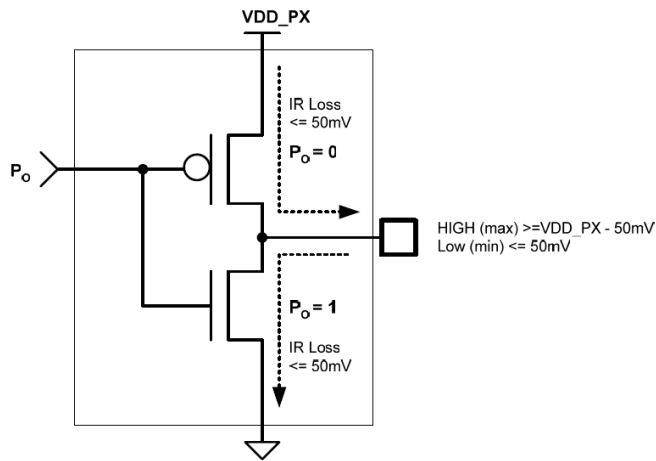 VDD_PX
IR Loss
<= 50mV
Po = 0
Po
HIGH (max) >=VDD_PX - 50mV
Low (min) <= 50mV
Po = 1
IR Loss
<= 50mV